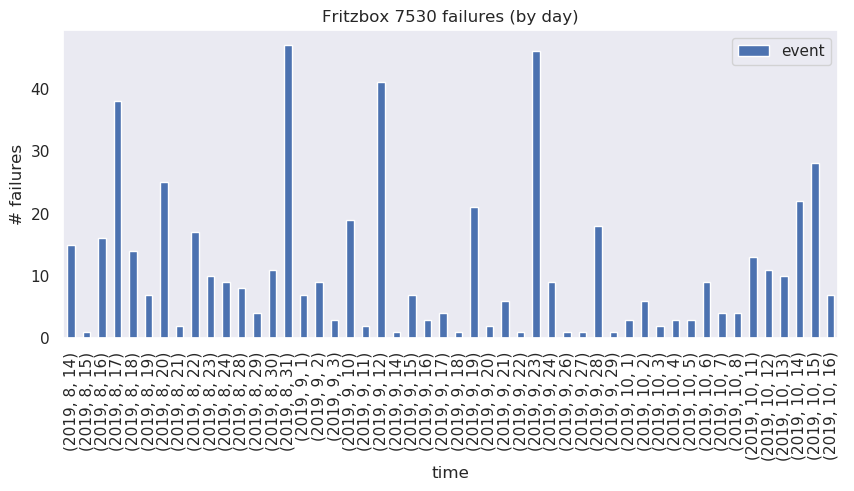 Fritzbox 7530 failures (by day)
event
# failures
40
30
20
10
0
(2019, 8, 14)
(2019, 8, 15)
(2019, 8, 16)
(2019, 8, 17)
(2019, 8, 18)
(2019, 8, 19)
(2019, 8, 20)
(2019, 8, 21)
(2019, 8, 22)
(2019, 8, 23)
(2019, 8, 24)
(2019, 8, 28)
(2019, 8, 29)
(2019, 8, 30)
(2019, 8, 31)
(2019, 9, 1)
(2019, 9, 2)
(2019, 9, 3)
(2019, 9, 10)
(2019, 9, 11)
(2019, 9, 12)
(2019, 9, 14)
(2019, 9, 15)
(2019, 9, 16)
(2019, 9, 17)
(2019, 9, 18)
(2019, 9, 19)
(2019, 9, 20)
(2019, 9, 21)
(2019, 9, 22)
(2019, 9, 23)
(2019, 9, 24)
(2019, 9, 26)
(2019, 9, 27)
(2019, 9, 28)
(2019, 9, 29)
(2019, 10, 1)
(2019, 10, 2)
(2019, 10, 3)
(2019, 10, 4)
(2019, 10, 5)
(2019, 10, 6)
(2019, 10, 7)
(2019, 10, 8)
(2019, 10, 11)
(2019, 10, 12)
(2019, 10, 13)
(2019, 10, 14)
(2019, 10, 15)
(2019, 10, 16)
time